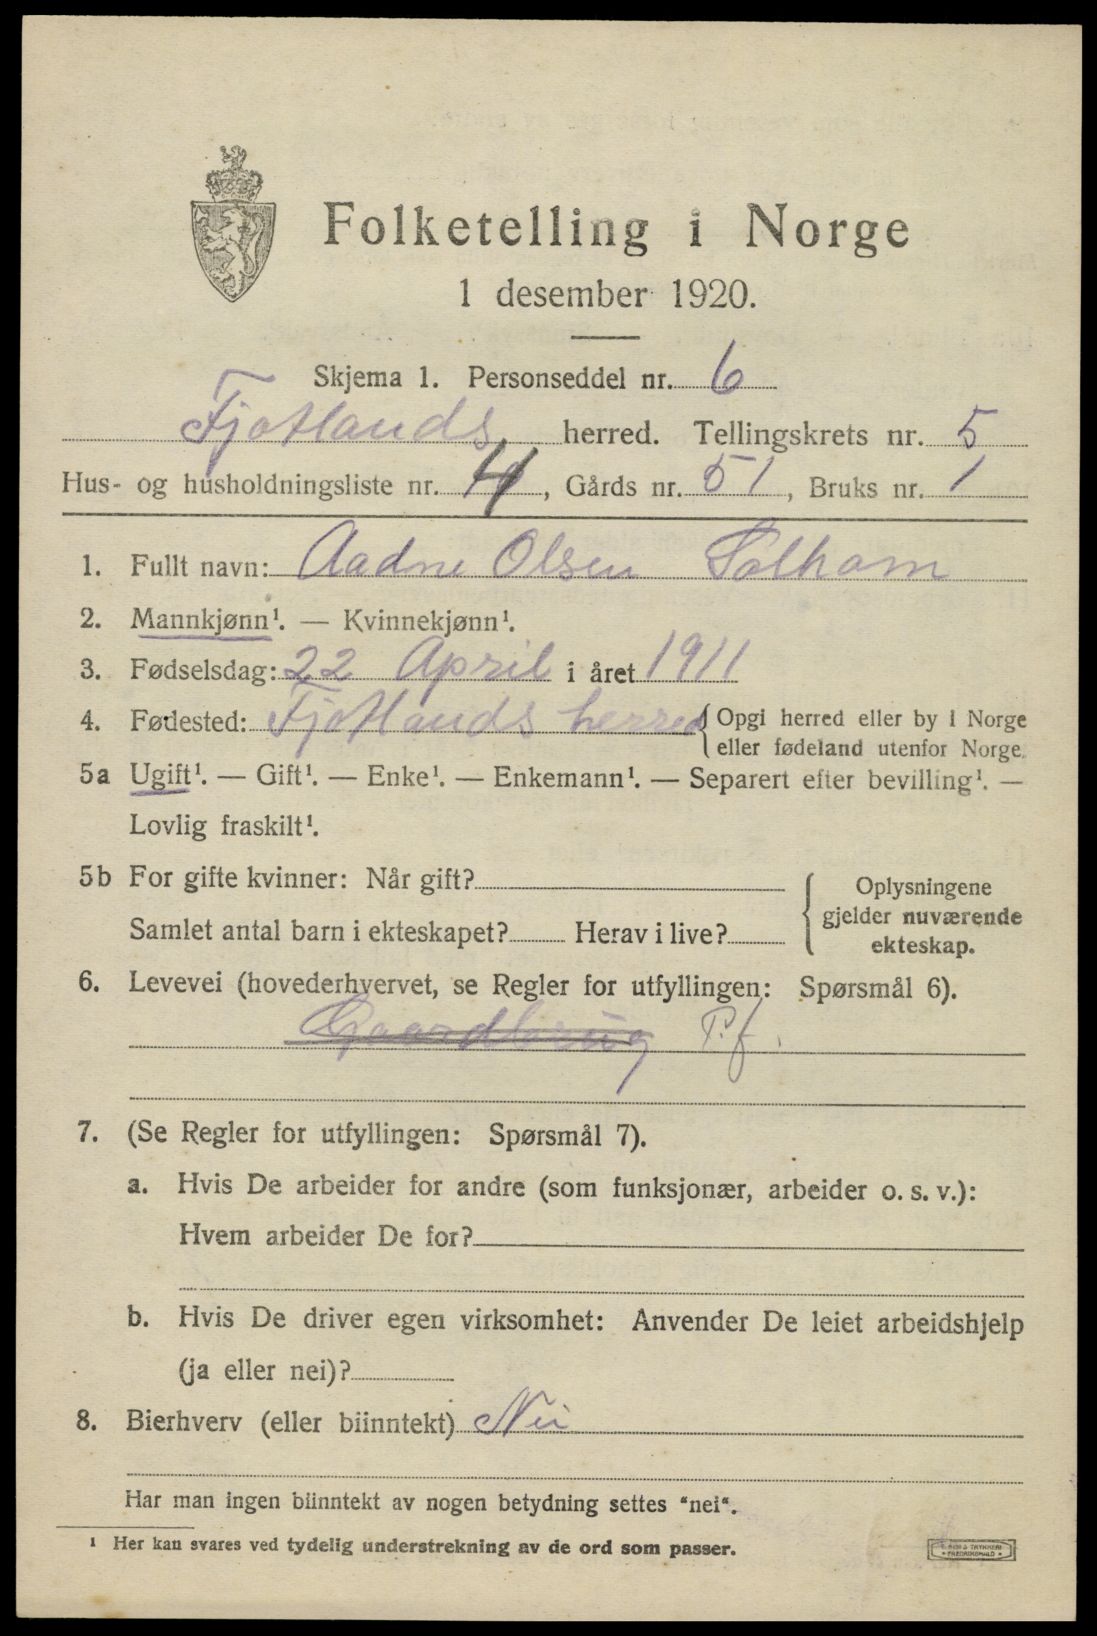 Folketelling i Norge
1 desember 1920.
Skjema 1. Personseddel nr. 6
Fjotlands herred. Tellingskrets nr. 5
Hus- og husholdningsliste nr. 4, Gårds nr. 51, Bruks nr. 1
1. Fullt navn: Aadne Olsen Solhom
2. Mannkjønn¹. — Kvinnekjønn¹.
3. Fødselsdag: 22 April i året 1911
4. Fødested: Fjotlands herred { Opgi herred eller by i Norge
eller fødeland utenfor Norge.
5a Ugift¹. — Gift¹. — Enke¹. — Enkemann¹. — Separert efter bevilling¹. —
Lovlig fraskilt¹.
5b For gifte kvinner: Når gift?
Samlet antal barn i ekteskapet? Herav i live?
{ Oplysningene
gjelder nuværende
ekteskap.
6. Levevei (hovederhvervet, se Regler for utfyllingen: Spørsmål 6).
Gaardbrug P.f.
7. (Se Regler for utfyllingen: Spørsmål 7).
a. Hvis De arbeider for andre (som funksjonær, arbeider o. s. v.):
Hvem arbeider De for?
b. Hvis De driver egen virksomhet: Anvender De leiet arbeidshjelp
(ja eller nei)?
8. Bierhverv (eller biinntekt) Nei
Har man ingen biinntekt av nogen betydning settes "nei".
¹ Her kan svares ved tydelig understrekning av de ord som passer.